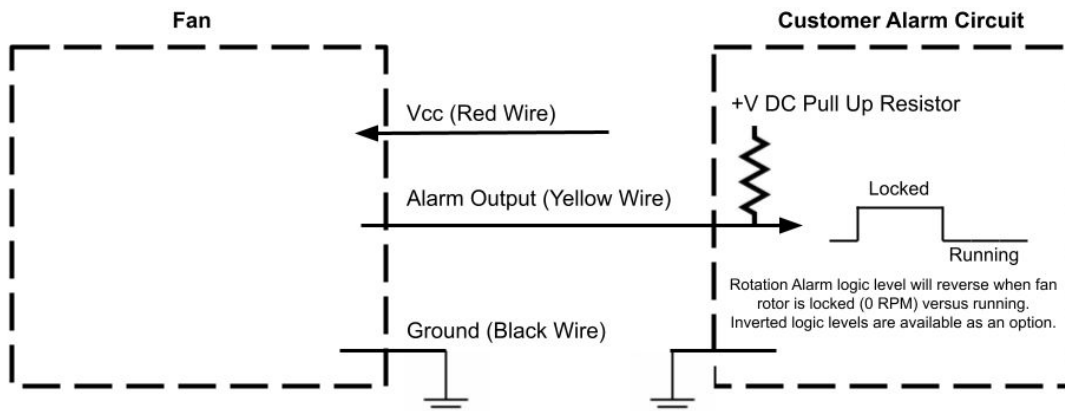 Fan
Customer Alarm Circuit
Vcc (Red Wire)
+V DC Pull Up Resistor
Alarm Output (Yellow Wire)
Locked
Running
Rotation Alarm logic level will reverse when fan
rotor is locked (0 RPM) versus running.
Inverted logic levels are available as an option.
Ground (Black Wire)